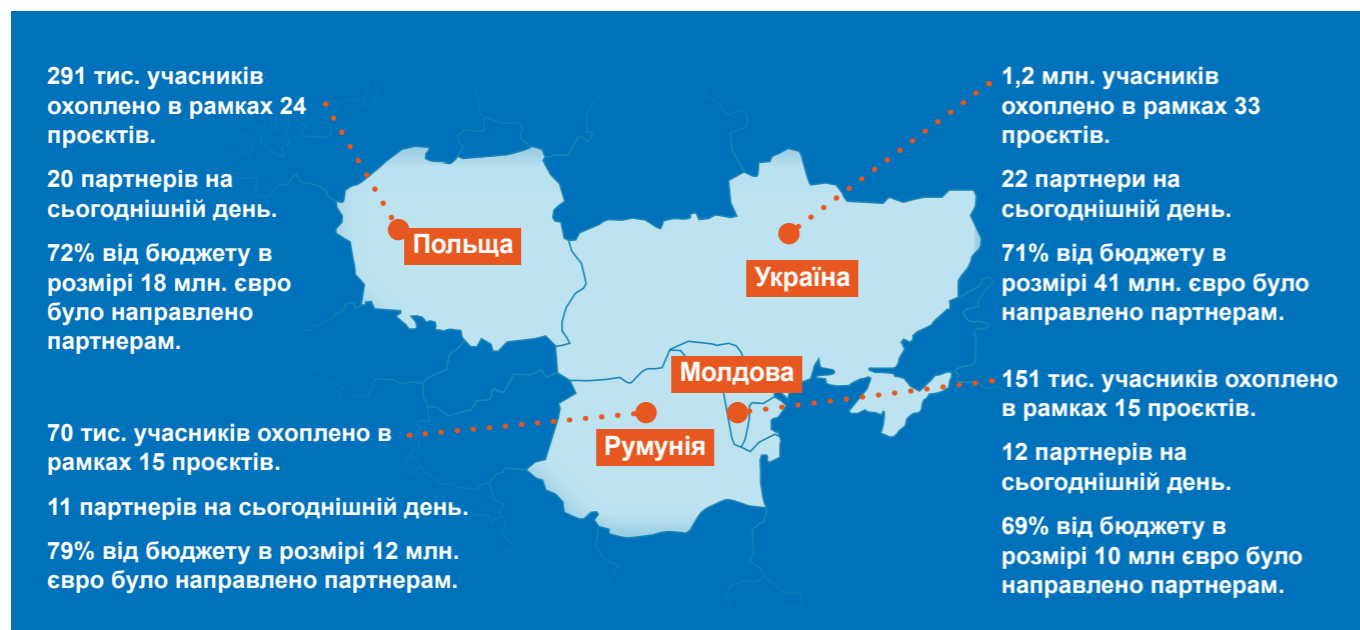 291 тис. учасників
охоплено в рамках 24
проєктів.
20 партнерів на
сьогоднішній день.
72% від бюджету в
розмірі 18 млн. євро
було направлено
партнерам.
70 тис. учасників охоплено в
рамках 15 проєктів.
11 партнерів на сьогоднішній день.
79% від бюджету в розмірі 12 млн.
євро було направлено партнерам.
Польща
Україна
Молдова
Румунія
1,2 млн. учасників
охоплено в рамках 33
проєктів.
22 партнери на
сьогоднішній день.
71% від бюджету в
розмірі 41 млн. євро було
направлено партнерам.
151 тис. учасників охоплено
в рамках 15 проєктів.
12 партнерів на
сьогоднішній день.
69% від бюджету в
розмірі 10 млн євро було
направлено партнерам.